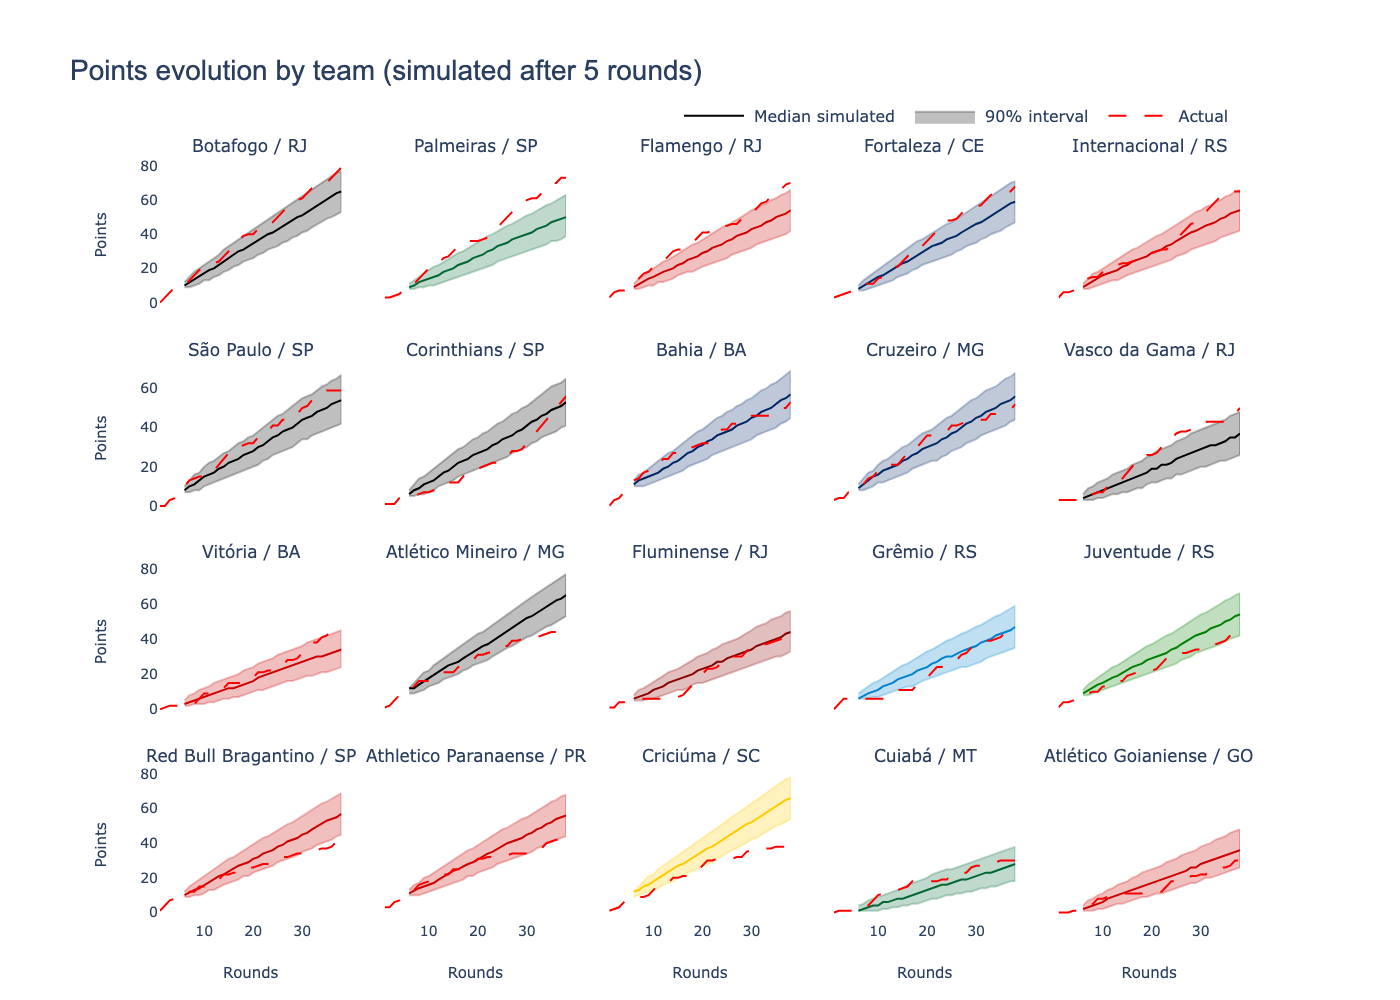 Points evolution by team (simulated after 5 rounds)
Median simulated 90% interval Actual
Botafogo / RJ Palmeiras / SP Flamengo / RJ Fortaleza / CE Internacional / RS
80
60
40
20
0
Points
São Paulo / SP Corinthians / SP Bahia / BA Cruzeiro / MG Vasco da Gama / RJ
60
40
20
0
Points
Vitória / BA Atlético Mineiro / MG Fluminense / RJ Grêmio / RS Juventude / RS
80
60
40
20
0
Points
Red Bull Bragantino / SP Athletico Paranaense / PR Criciúma / SC Cuiabá / MT Atlético Goianiense / GO
80
60
40
20
0
Points
10 20 30 10 20 30 10 20 30 10 20 30 10 20 30
Rounds Rounds Rounds Rounds Rounds